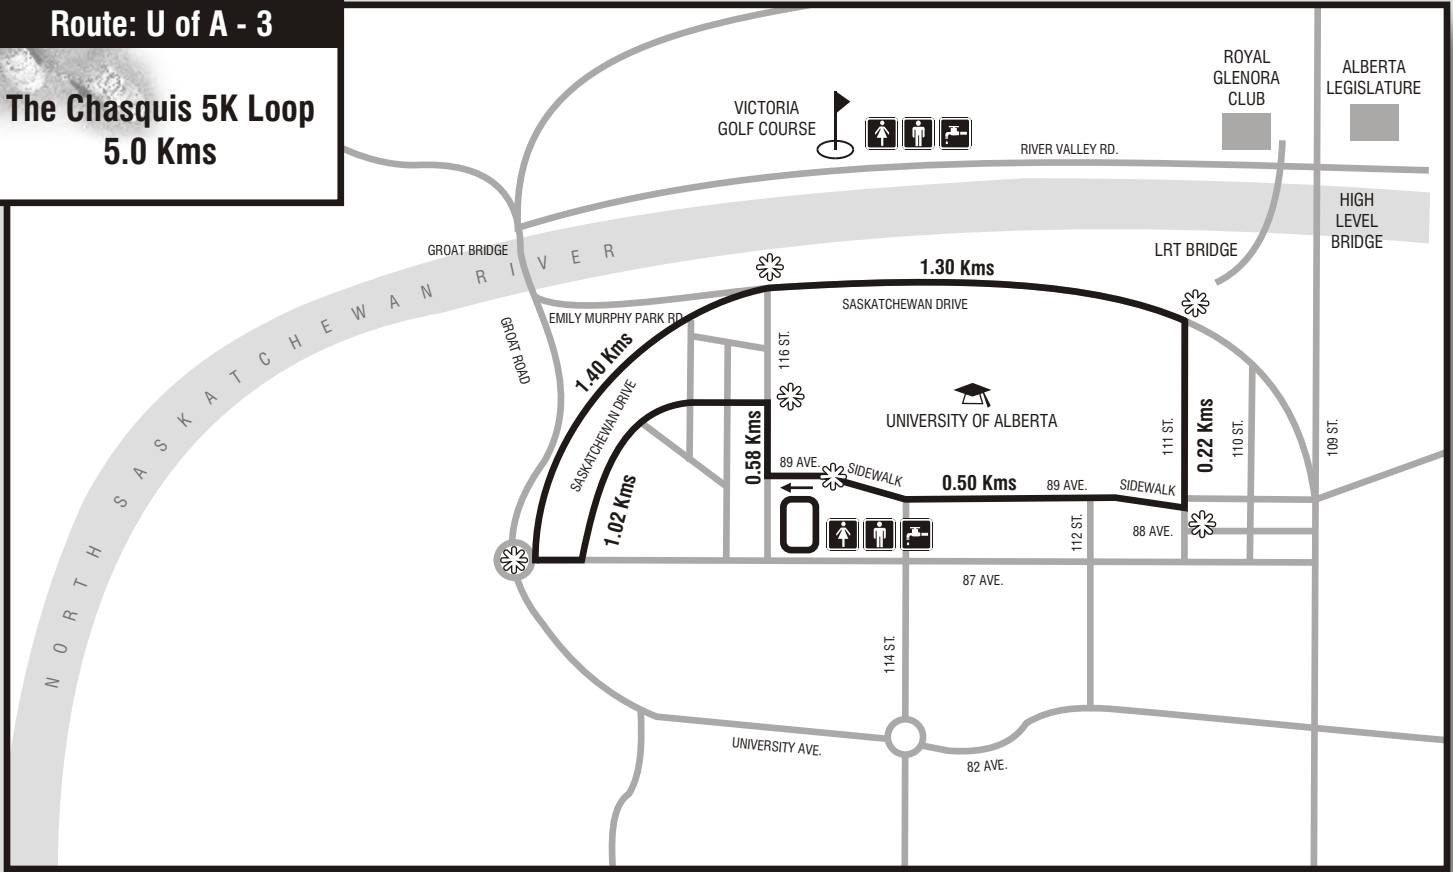 Route: U of A - 3
The Chasquis 5K Loop
5.0 Kms
VICTORIA
GOLF COURSE
ROYAL
GLENORA
CLUB
ALBERTA
LEGISLATURE
RIVER VALLEY RD.
HIGH
LEVEL
BRIDGE
LRT BRIDGE
GROAT BRIDGE
NORTH SASKATCHEWAN RIVER
1.30 Kms
SASKATCHEWAN DRIVE
EMILY MURPHY PARK RD.
GROAT ROAD
1.40 Kms
SASKATCHEWAN DRIVE
116 ST.
UNIVERSITY OF ALBERTA
111 ST.
0.22 Kms
110 ST.
109 ST.
0.58 Kms
89 AVE.
SIDEWALK
0.50 Kms
89 AVE.
SIDEWALK
1.02 Kms
112 ST.
88 AVE.
87 AVE.
114 ST.
UNIVERSITY AVE.
82 AVE.